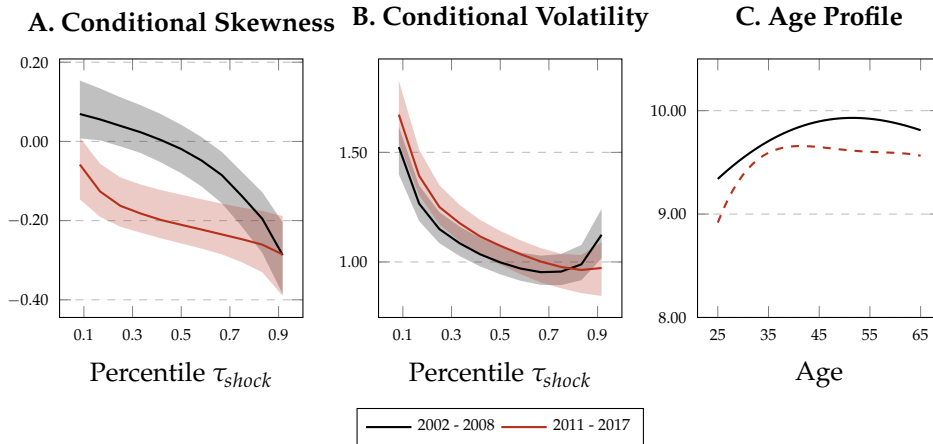 A. Conditional Skewness
0.20
0.00
−0.20
−0.40
0.1 0.3 0.5 0.7 0.9
Percentile τshock
B. Conditional Volatility
1.50
1.00
0.1 0.3 0.5 0.7 0.9
Percentile τshock
C. Age Profile
10.00
9.00
8.00
25 35 45 55 65
Age
2002 - 2008 2011 - 2017